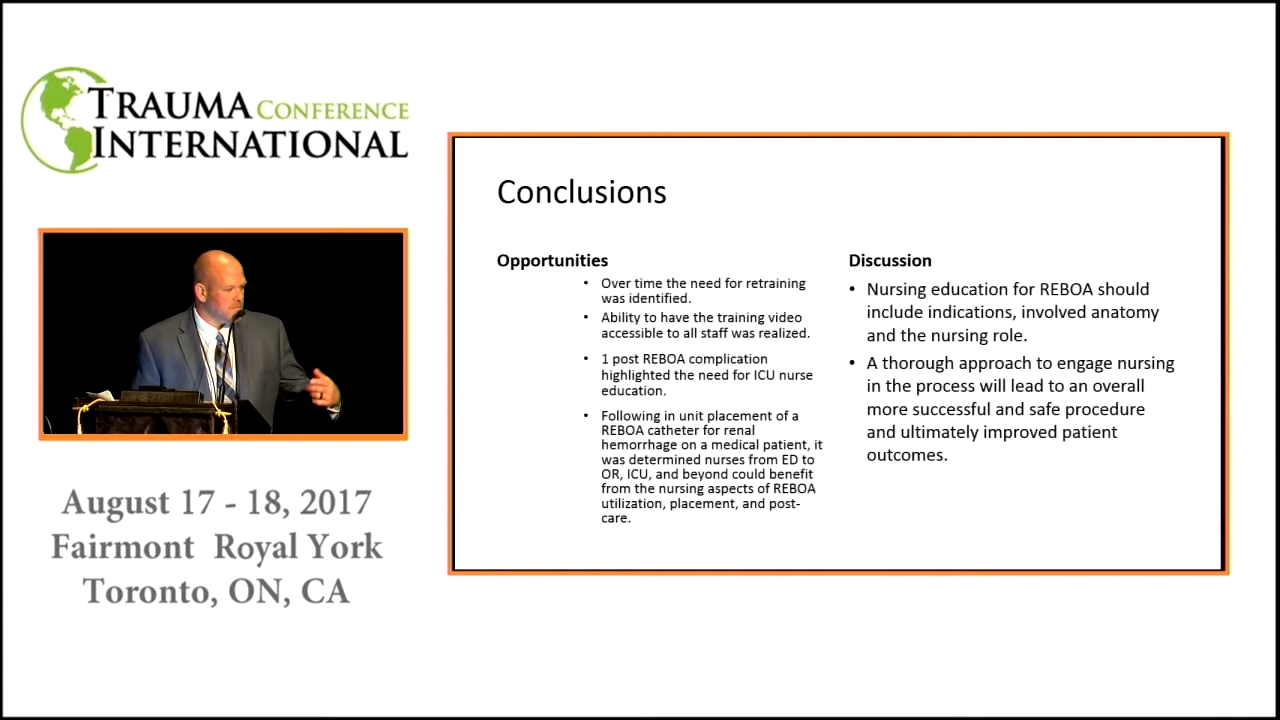 TRAUMA CONFERENCE
INTERNATIONAL
August 17 - 18, 2017
Fairmont Royal York
Toronto, ON, CA
Conclusions
Opportunities
• Over time the need for retraining
was identified.
• Ability to have the training video
accessible to all staff was realized.
• 1 post REBOA complication
highlighted the need for ICU nurse
education.
• Following in unit placement of a
REBOA catheter for renal
hemorrhage on a medical patient, it
was determined nurses from ED to
OR, ICU, and beyond could benefit
from the nursing aspects of REBOA
utilization, placement, and post-
care.
Discussion
• Nursing education for REBOA should
include indications, involved anatomy
and the nursing role.
• A thorough approach to engage nursing
in the process will lead to an overall
more successful and safe procedure
and ultimately improved patient
outcomes.